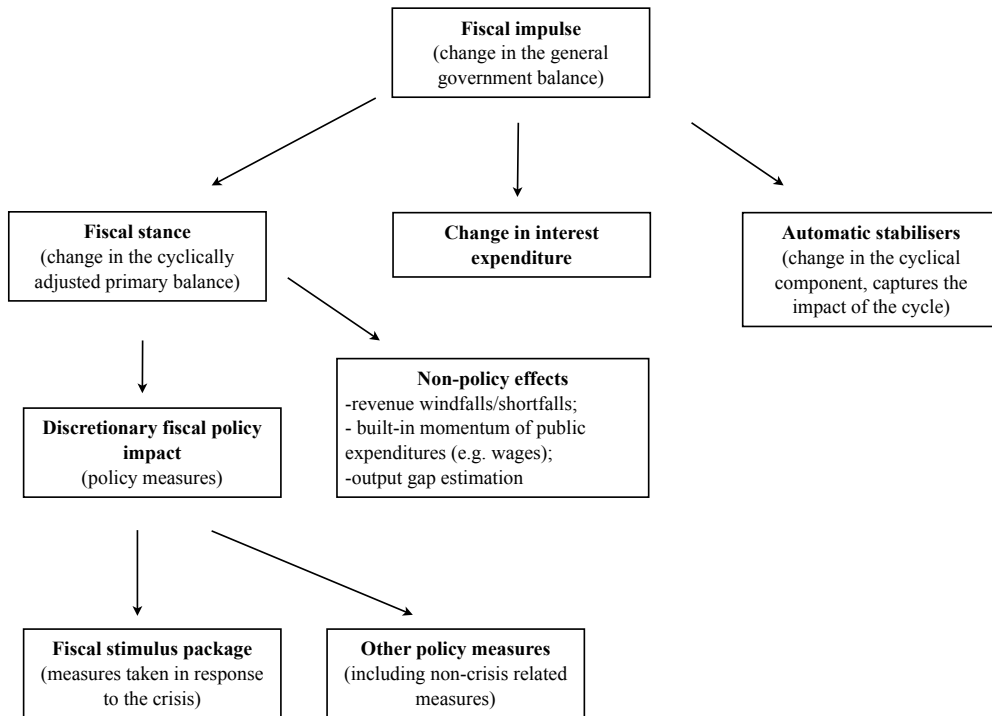 Fiscal impulse
(change in the general
government balance)
Fiscal stance
(change in the cyclically
adjusted primary balance)
Change in interest
expenditure
Automatic stabilisers
(change in the cyclical
component, captures the
impact of the cycle)
Non-policy effects
-revenue windfalls/shortfalls;
- built-in momentum of public
expenditures (e.g. wages);
-output gap estimation
Discretionary fiscal policy
impact
(policy measures)
Fiscal stimulus package
(measures taken in response
to the crisis)
Other policy measures
(including non-crisis related
measures)